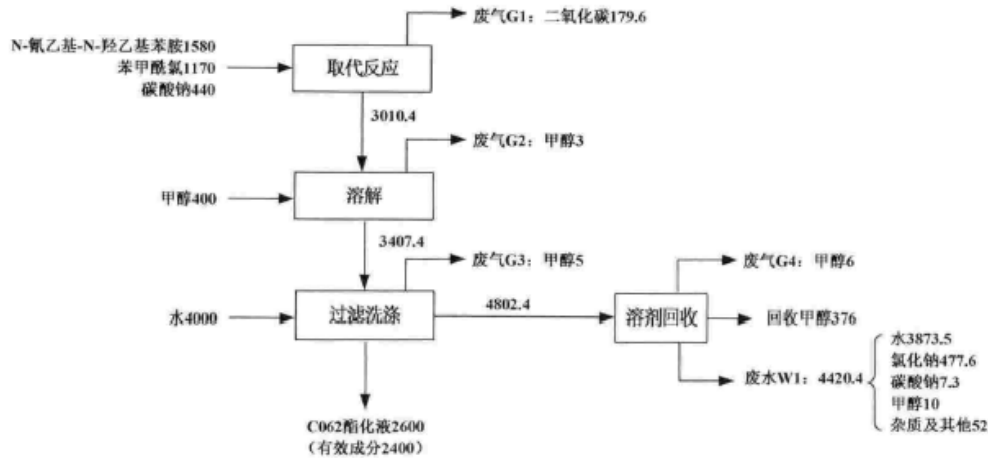 废气G1：二氧化碳179.6
N-氰乙基-N-羟乙基苯胺1580
苯甲酰氯1170
碳酸钠440
取代反应
3010.4
废气G2：甲醇3
甲醇400
溶解
3407.4
废气G3：甲醇5
废气G4：甲醇6
水4000
过滤洗涤
4802.4
溶剂回收
回收甲醇376
废水W1：4420.4
水3873.5
氯化钠477.6
碳酸钠7.3
甲醇10
杂质及其他52
C062酯化液2600
（有效成分2400）